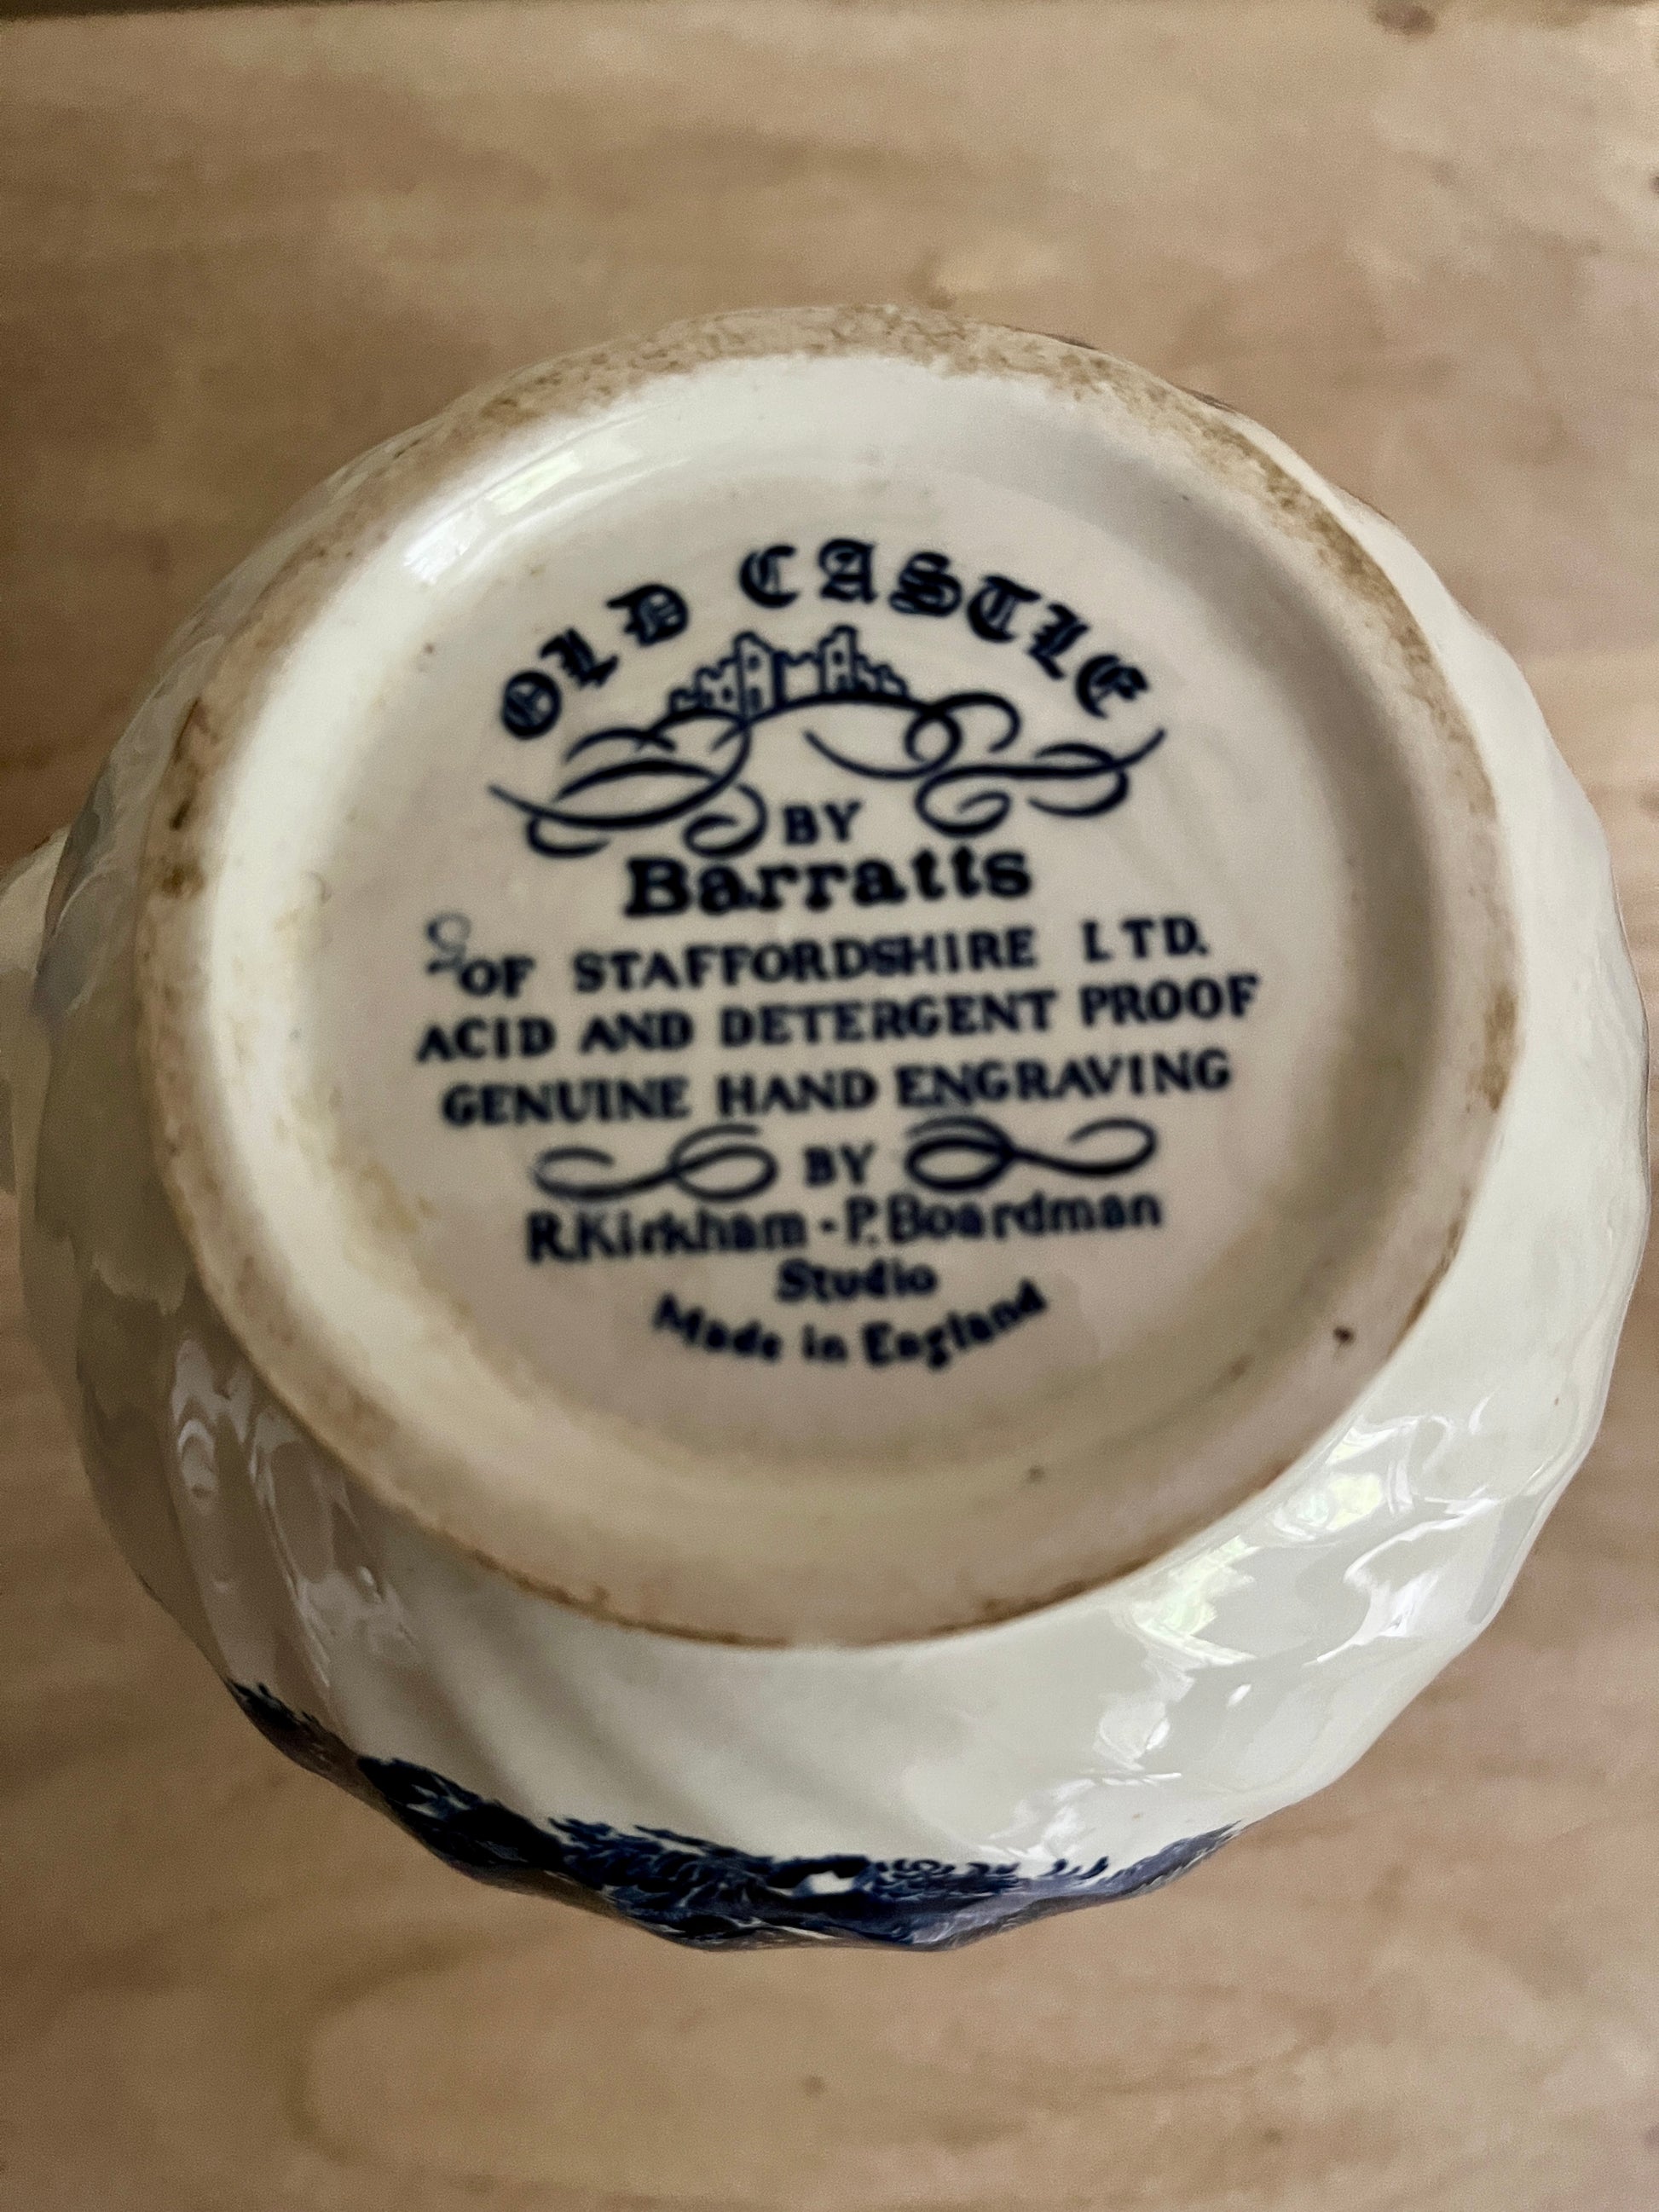 OLD CASTLE
BY
Barratts
OF STAFFORDSHIRE LTD.
ACID AND DETERGENT PROOF
GENUINE HAND ENGRAVING
BY
R.Kirkham - P.Boardman
Studio
Made in England